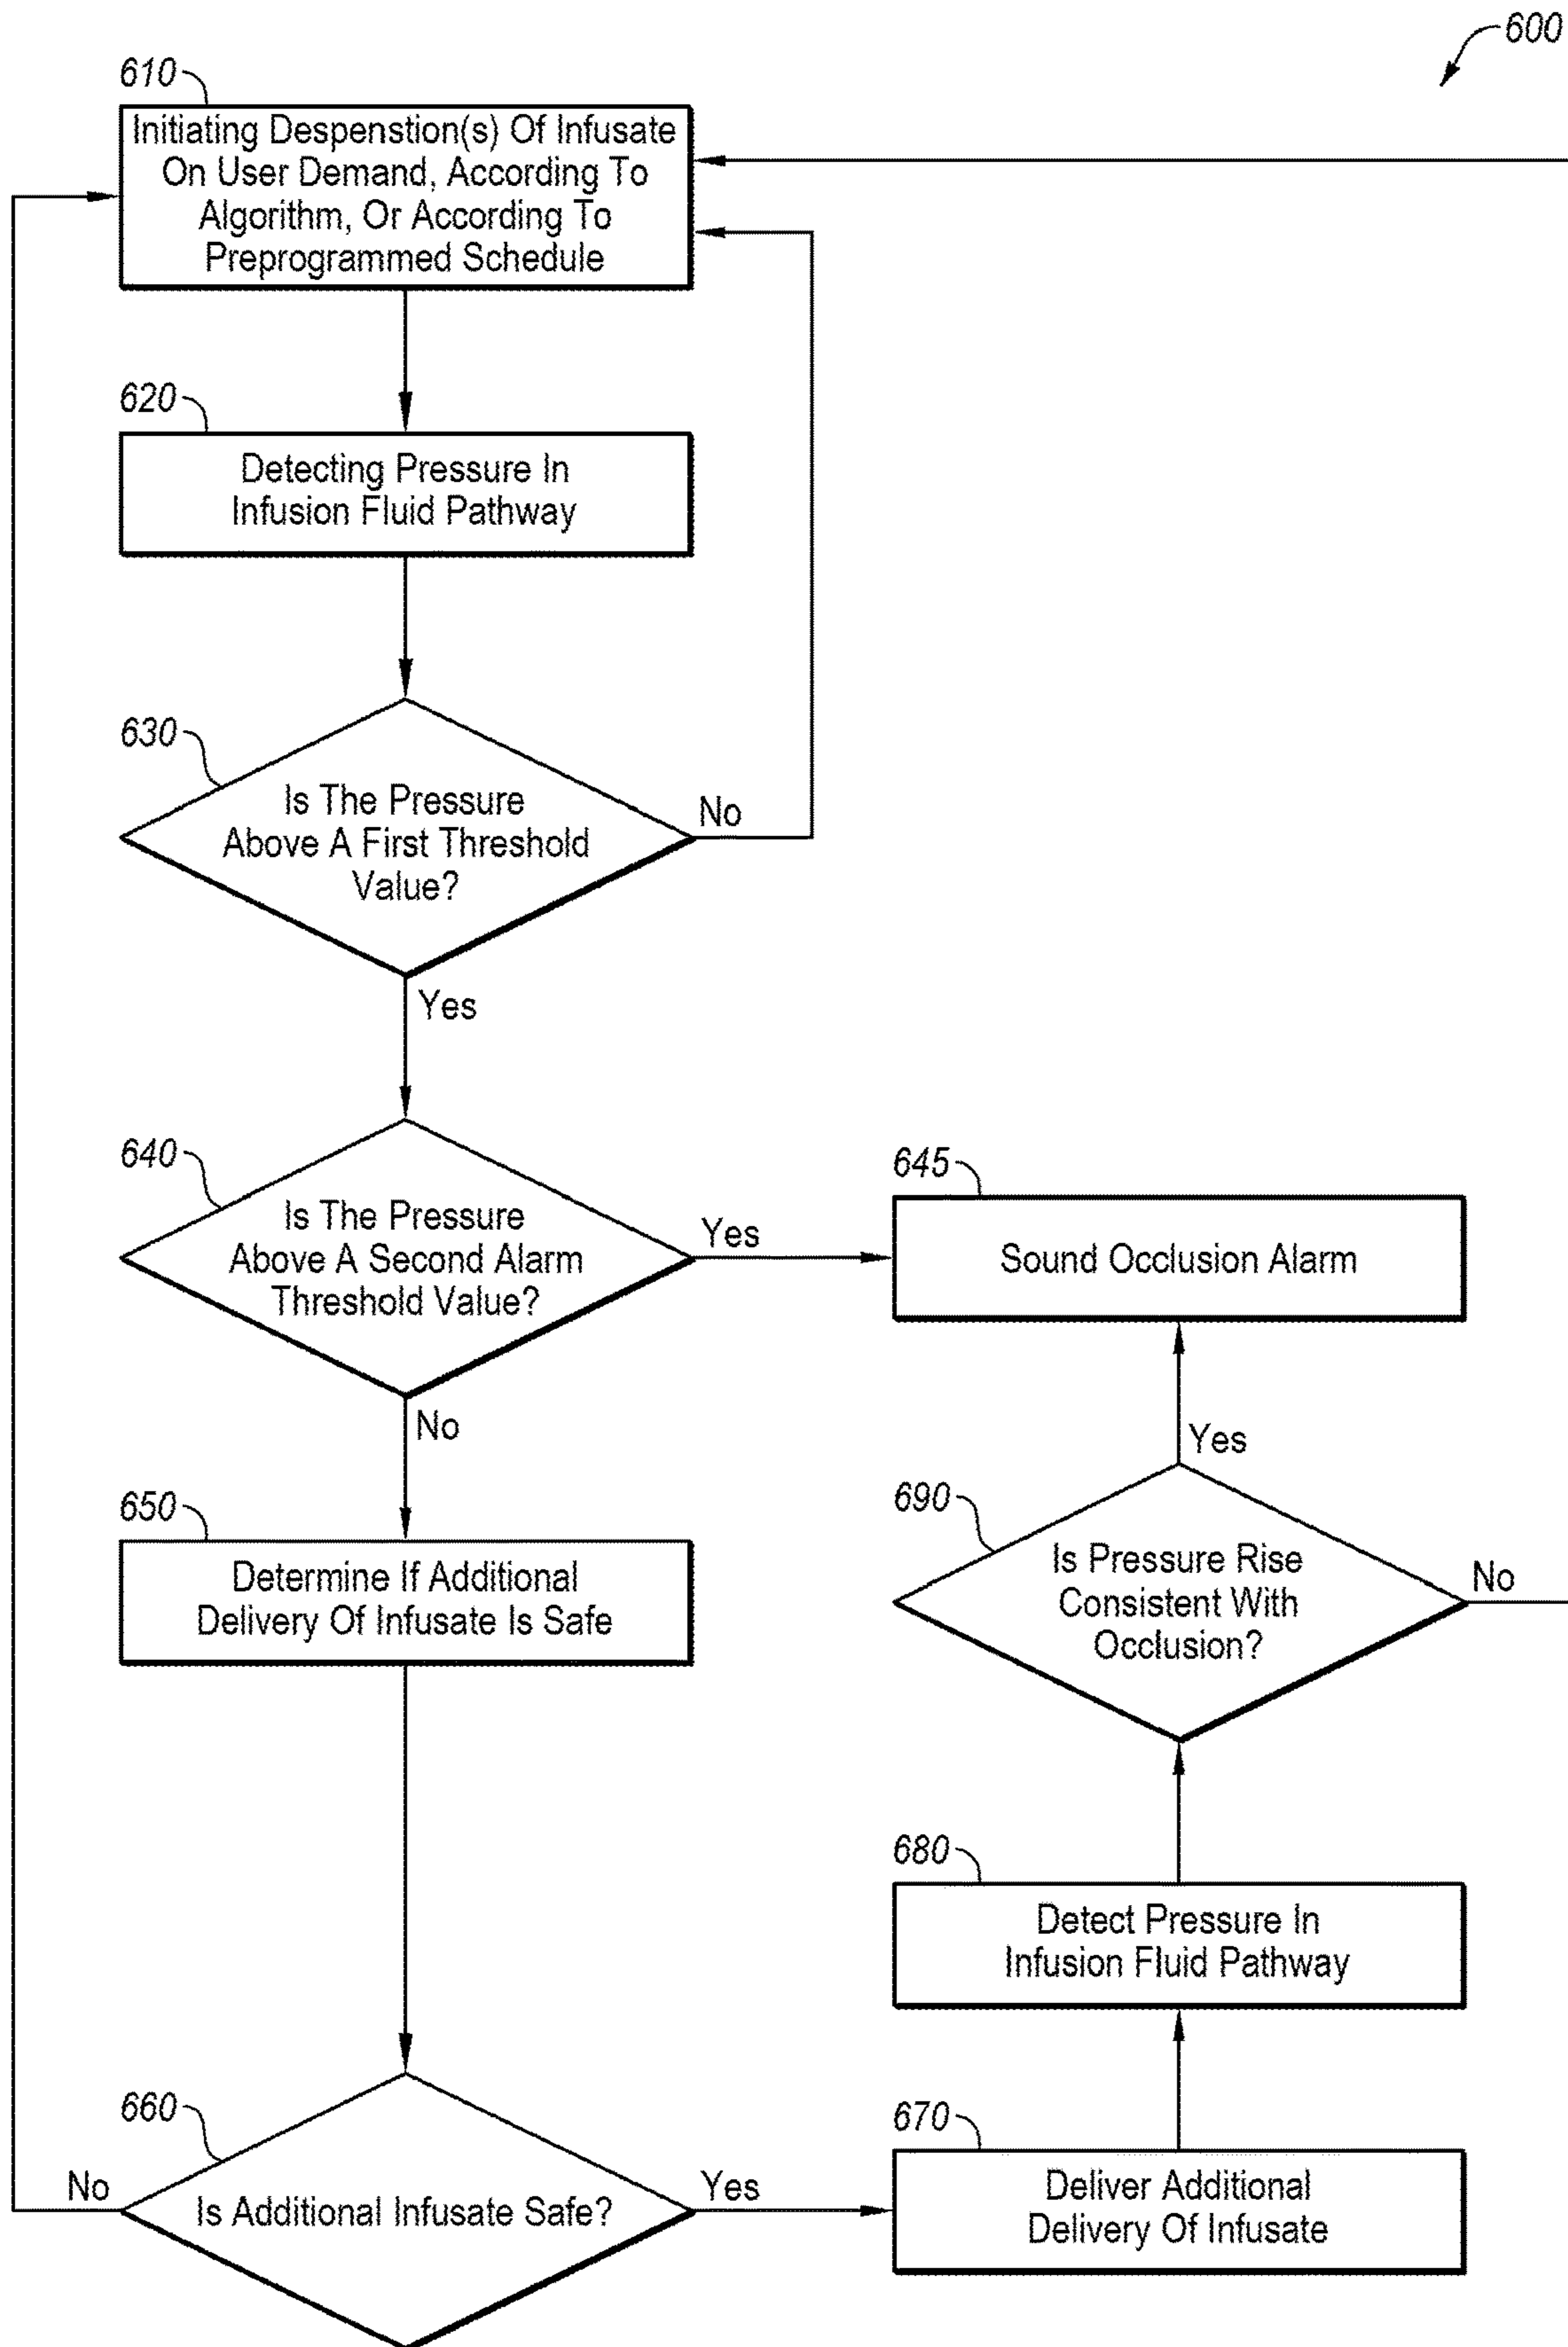 600
610
Initiating Despenstion(s) Of Infusate
On User Demand, According To
Algorithm, Or According To
Preprogrammed Schedule
620
Detecting Pressure In
Infusion Fluid Pathway
630
Is The Pressure
Above A First Threshold
Value?
No
Yes
640
Is The Pressure
Above A Second Alarm
Threshold Value?
Yes
No
645
Sound Occlusion Alarm
650
Determine If Additional
Delivery Of Infusate Is Safe
690
Yes
Is Pressure Rise
Consistent With
Occlusion?
No
680
Detect Pressure In
Infusion Fluid Pathway
660
No
Is Additional Infusate Safe?
Yes
670
Deliver Additional
Delivery Of Infusate